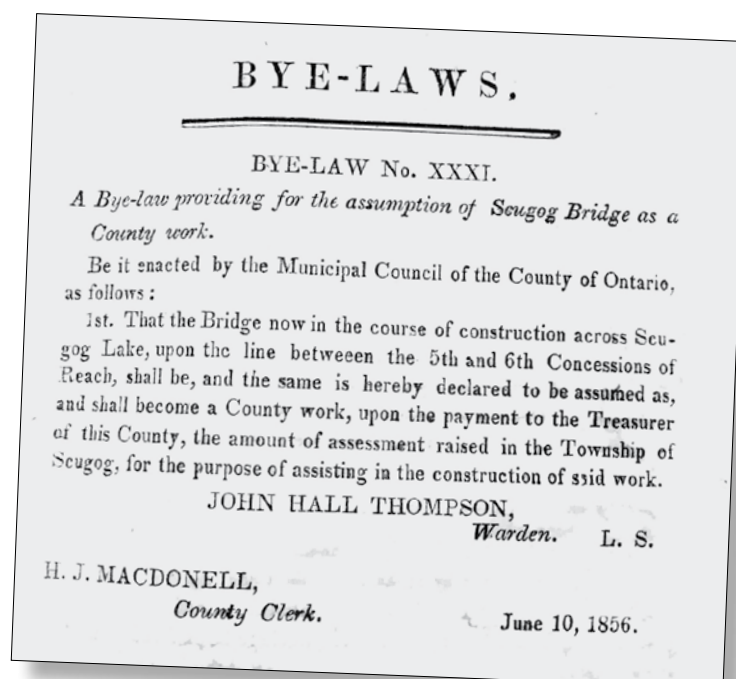 BYE-LAWS.
BYE-LAW No. XXXI.
A Bye-law providing for the assumption of Scugog Bridge as a
County work.
Be it enacted by the Municipal Council of the County of Ontario,
as follows:
1st. That the Bridge now in the course of construction across Scu-
gog Lake, upon the line betweeen the 5th and 6th Concessions of
Reach, shall be, and the same is hereby declared to be assumed as,
and shall become a County work, upon the payment to the Treasurer
of this County, the amount of assessment raised in the Township of
Scugog, for the purpose of assisting in the construction of said work.
JOHN HALL THOMPSON,
Warden. L. S.
H. J. MACDONELL,
County Clerk. June 10, 1856.